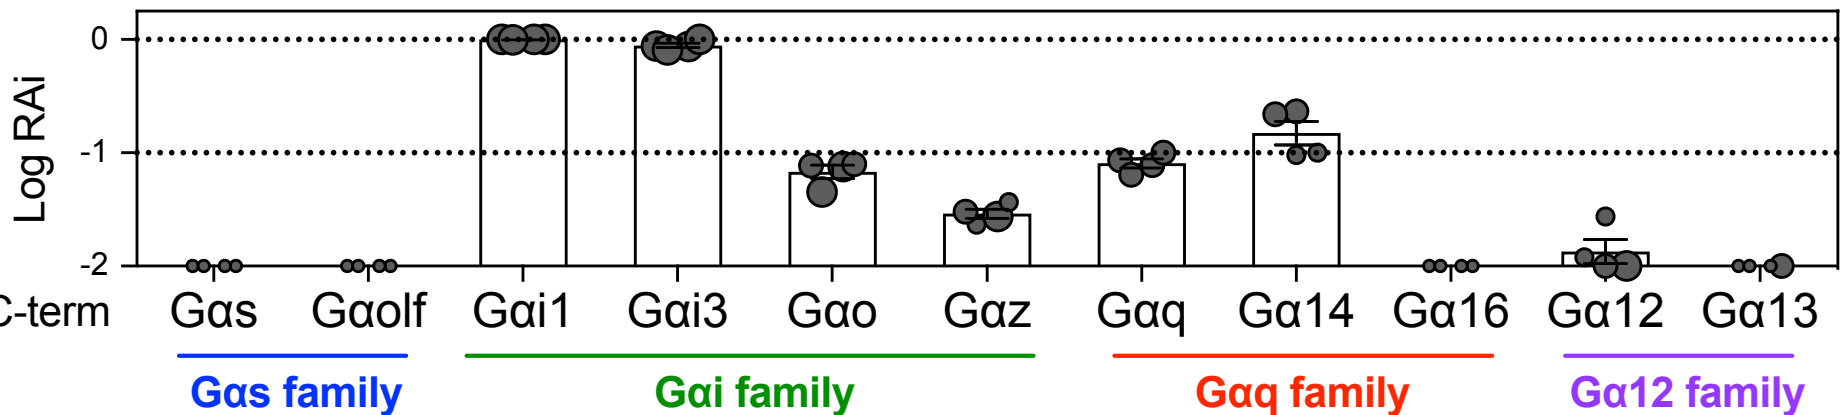 Log RAi
0
-1
-2
C-term Gαs Gαolf Gαi1 Gαi3 Gαo Gαz Gαq Gα14 Gα16 Gα12 Gα13
Gαs family Gαi family Gαq family Gα12 family